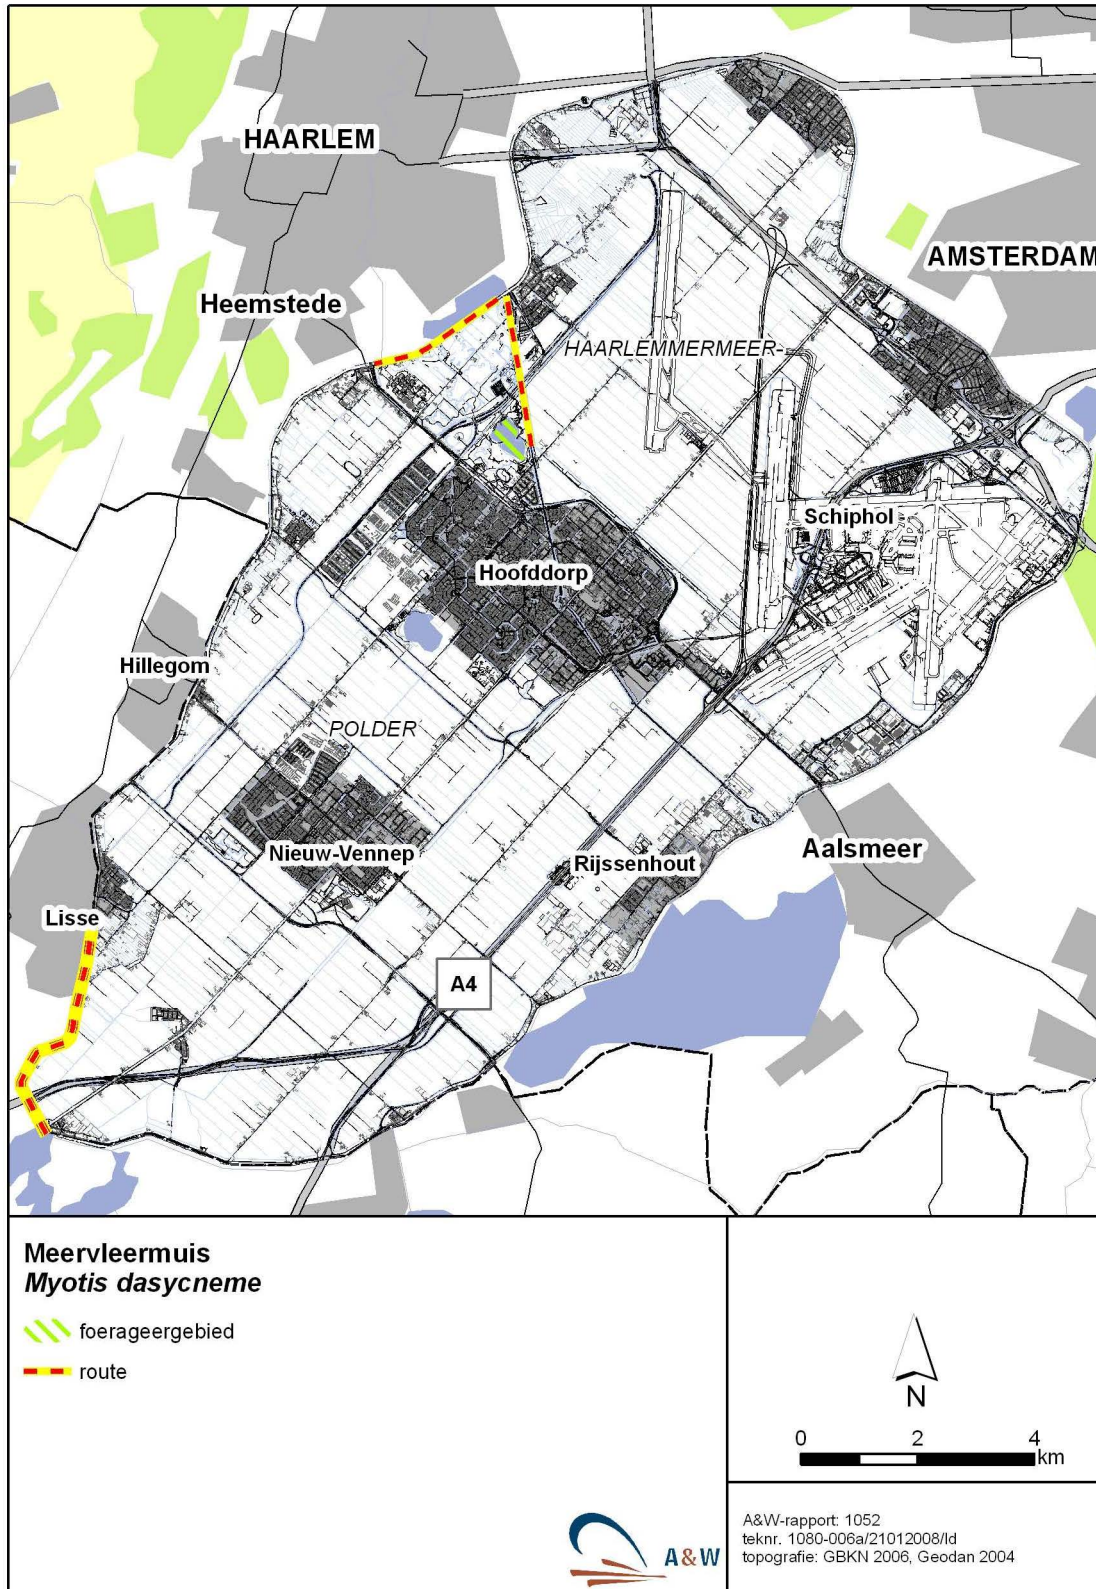 HAARLEM
AMSTERDAM
Heemstede
HAARLEMMERMEER-
Schiphol
Hoofddorp
Hillegom
POLDER
Nieuw-Vennep
Rijssenhout
Aalsmeer
Lisse
A4
Meervleermuis
Myotis dasycneme
foerageergebied
route
N
0 2 4
km
A&W
A&W-rapport: 1052
teknr. 1080-006a/21012008/ld
topografie: GBKN 2006, Geodan 2004